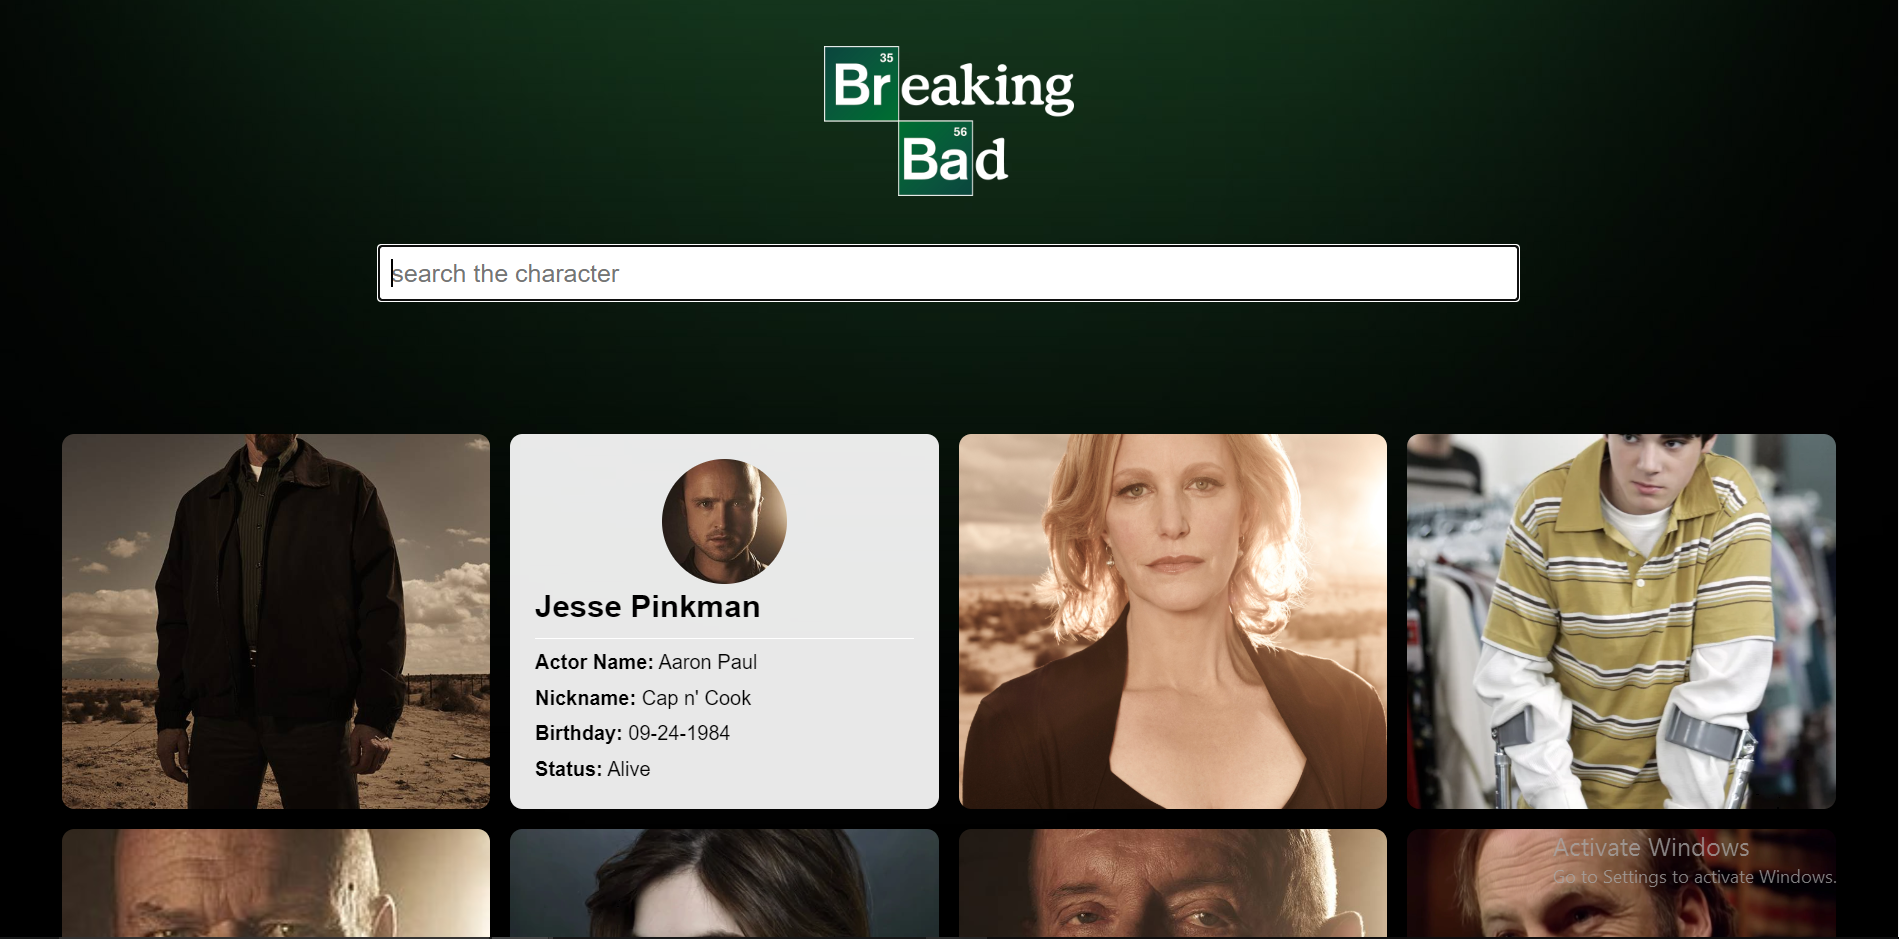 35
Breaking
56
Bad
search the character
Jesse Pinkman
Actor Name: Aaron Paul
Nickname: Cap n' Cook
Birthday: 09-24-1984
Status: Alive
Activate Windows
Go to Settings to activate Windows.